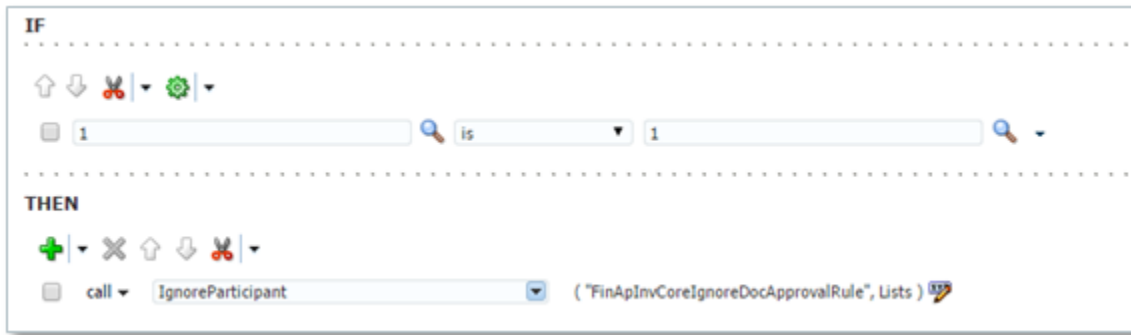 IF
1 is 1
THEN
call IgnoreParticipant ( "FinApInvCoreIgnoreDocApprovalRule", Lists )